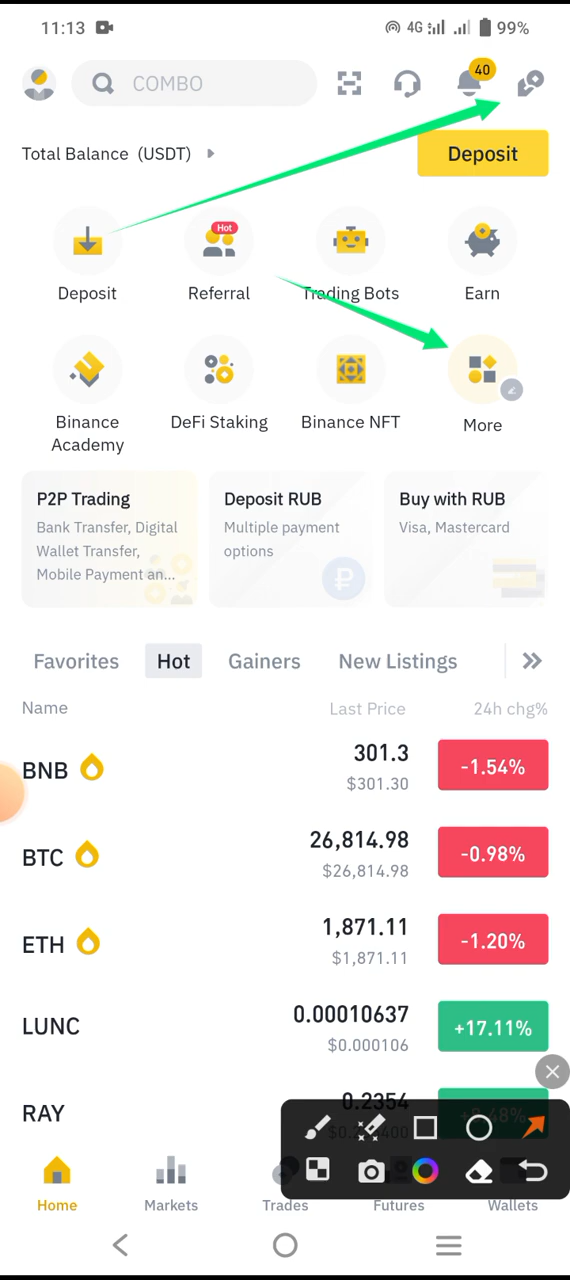 11:13
4G
99%
COMBO
40
Total Balance (USDT)
Deposit
Hot
Deposit
Referral
Trading Bots
Earn
Binance
Academy
DeFi Staking
Binance NFT
More
P2P Trading
Bank Transfer, Digital
Wallet Transfer,
Mobile Payment an...
Deposit RUB
Multiple payment
options
Buy with RUB
Visa, Mastercard
Favorites
Hot
Gainers
New Listings
Name
Last Price
24h chg%
BNB
301.3
$301.30
-1.54%
BTC
26,814.98
$26,814.98
-0.98%
ETH
1,871.11
$1,871.11
-1.20%
LUNC
0.00010637
$0.000106
+17.11%
RAY
0.2354
Home
Markets
Trades
Futures
Wallets